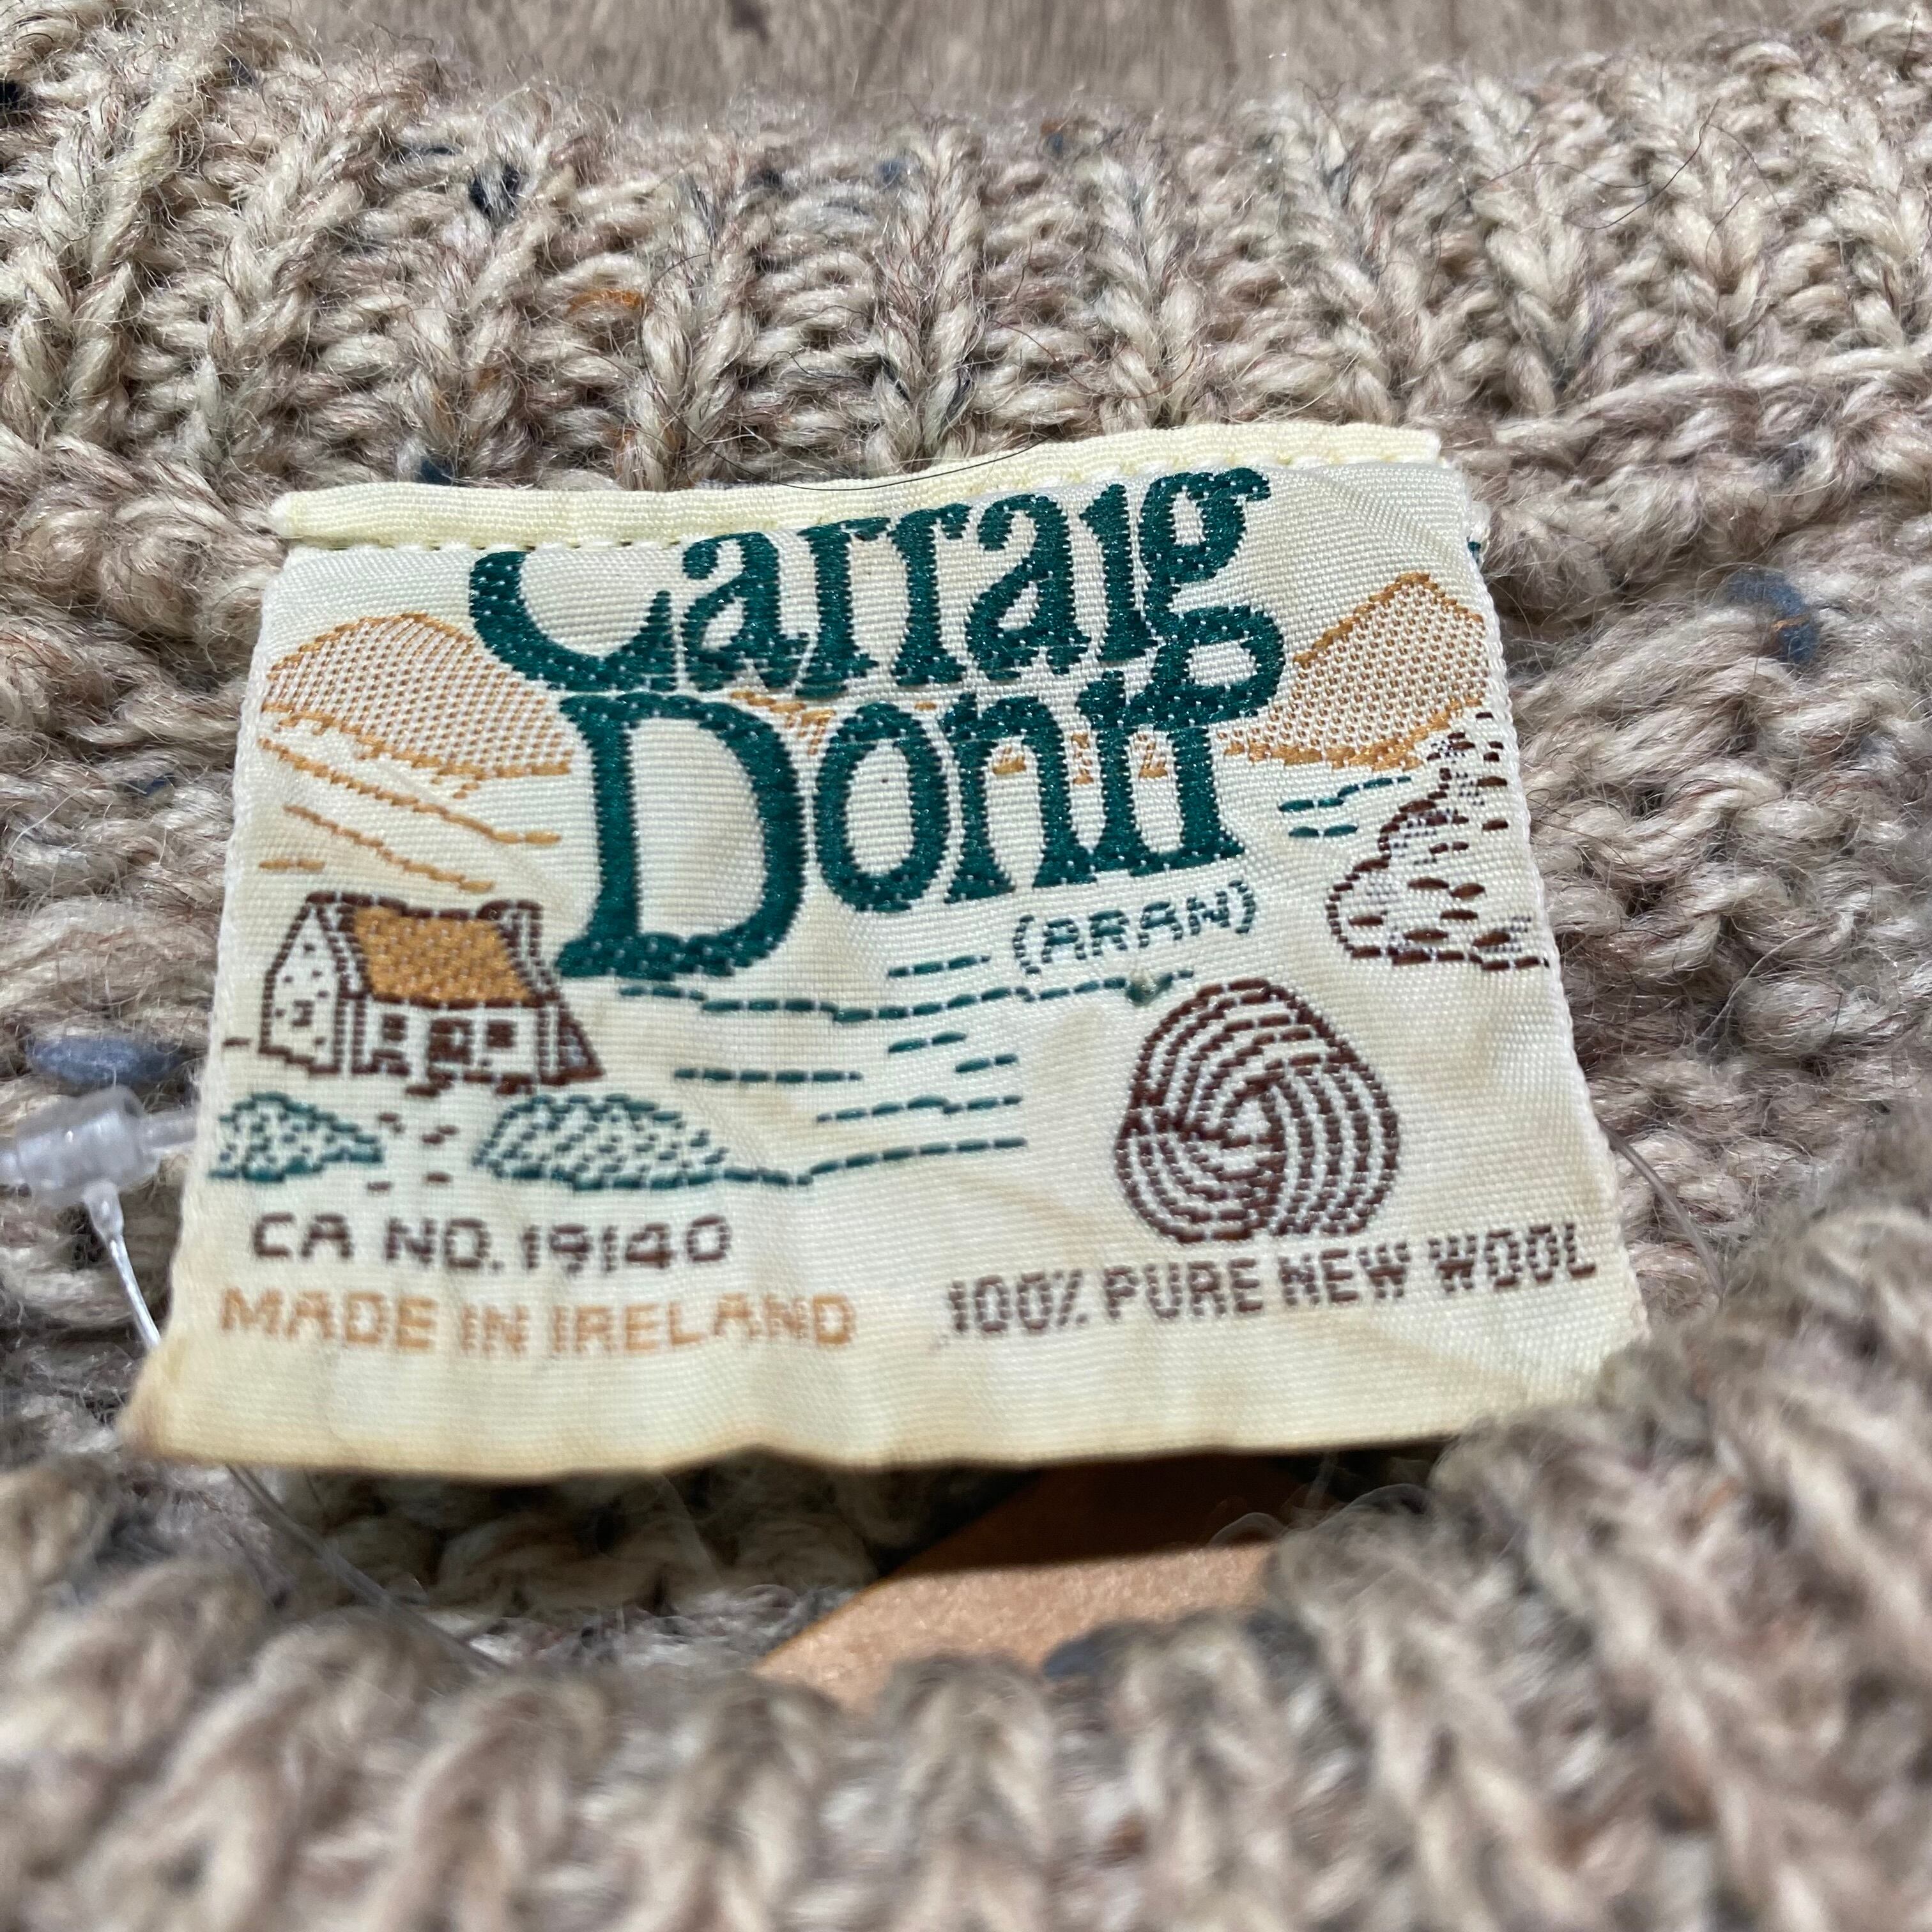 Carraig
Donn
(ARAN)
CA NO. 19140
MADE IN IRELAND
100% PURE NEW WOOL